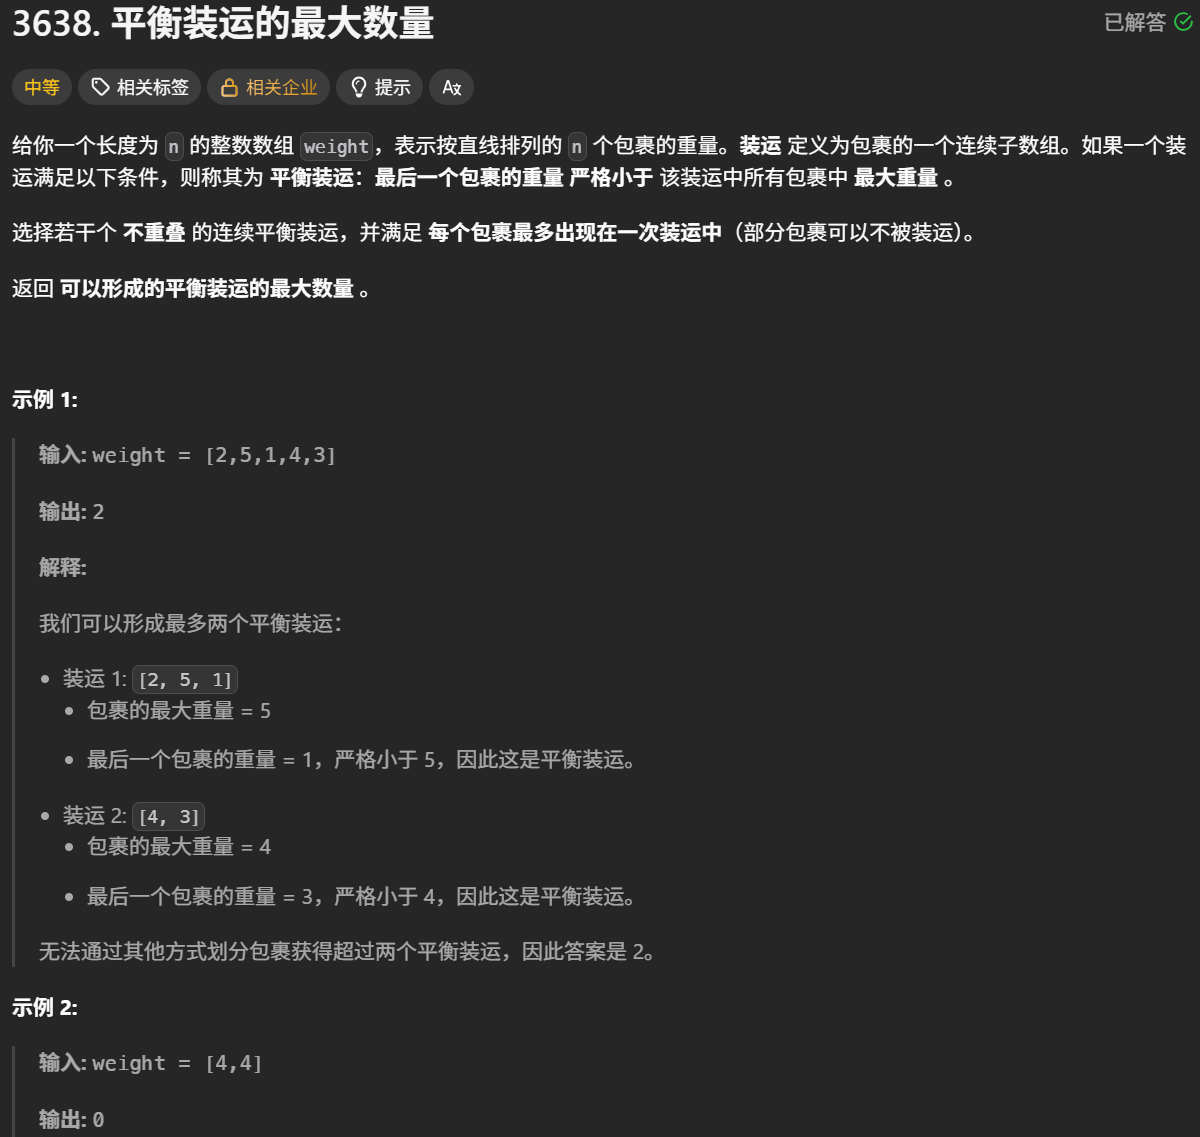 3638. 平衡装运的最大数量
已解答
中等 相关标签 相关企业 提示
给你一个长度为 n 的整数数组 weight，表示按直线排列的 n 个包裹的重量。装运 定义为包裹的一个连续子数组。如果一个装
运满足以下条件，则称其为 平衡装运：最后一个包裹的重量 严格小于 该装运中所有包裹中 最大重量 。
选择若干个 不重叠 的连续平衡装运，并满足 每个包裹最多出现在一次装运中（部分包裹可以不被装运）。
返回 可以形成的平衡装运的最大数量 。
示例 1:
输入: weight = [2,5,1,4,3]
输出: 2
解释:
我们可以形成最多两个平衡装运：
装运 1: [2, 5, 1]
包裹的最大重量 = 5
最后一个包裹的重量 = 1，严格小于 5，因此这是平衡装运。
装运 2: [4, 3]
包裹的最大重量 = 4
最后一个包裹的重量 = 3，严格小于 4，因此这是平衡装运。
无法通过其他方式划分包裹获得超过两个平衡装运，因此答案是 2。
示例 2:
输入: weight = [4,4]
输出: 0